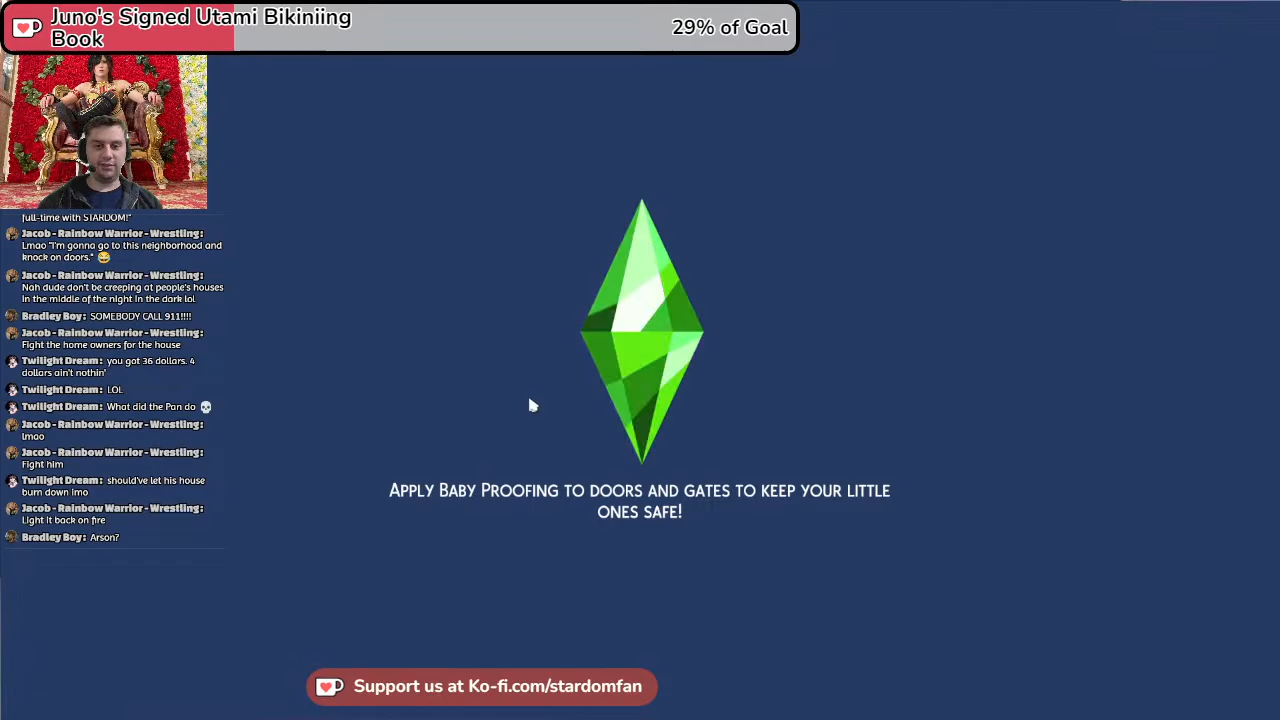 Juno's Signed Utami Bikiniing
Book
29% of Goal
full-time with STARDOM!"
Jacob - Rainbow Warrior - Wrestling:
Lmao "I'm gonna go to this neighborhood and
knock on doors." 😂
Jacob - Rainbow Warrior - Wrestling:
Nah dude don't be creeping at people's houses
in the middle of the night in the dark lol
Bradley Boy: SOMEBODY CALL 911!!!!
Jacob - Rainbow Warrior - Wrestling:
Fight the home owners for the house
Twilight Dream: you got 36 dollars. 4
dollars ain't nothin'
Twilight Dream: LOL
Twilight Dream: What did the Pan do 💀
Jacob - Rainbow Warrior - Wrestling:
lmao
Jacob - Rainbow Warrior - Wrestling:
Fight him
Twilight Dream: should've let his house
burn down imo
Jacob - Rainbow Warrior - Wrestling:
Light it back on fire
Bradley Boy: Arson?
APPLY BABY PROOFING TO DOORS AND GATES TO KEEP YOUR LITTLE
ONES SAFE!
Support us at Ko-fi.com/stardomfan